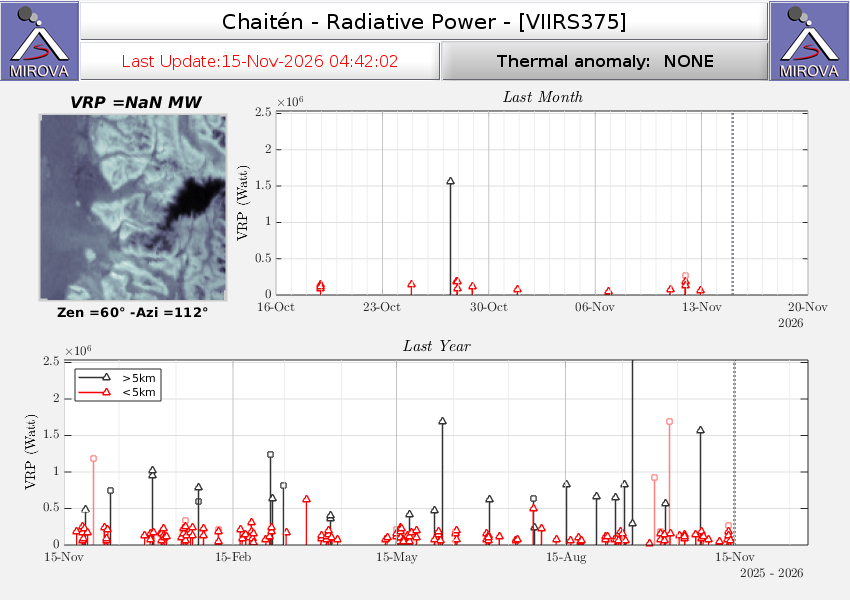 Chaitén - Radiative Power - [VIIRS375]
MIROVA
Last Update:15-Nov-2026 04:42:02
Thermal anomaly: NONE
MIROVA
VRP =NaN MW
Zen =60° -Azi =112°
Last Month
×10⁶
VRP (Watt)
2.5
2
1.5
1
0.5
0
16-Oct
23-Oct
30-Oct
06-Nov
13-Nov
20-Nov
2026
Last Year
×10⁶
VRP (Watt)
2.5
2
1.5
1
0.5
0
>5km
<5km
15-Nov
15-Feb
15-May
15-Aug
15-Nov
2025 - 2026